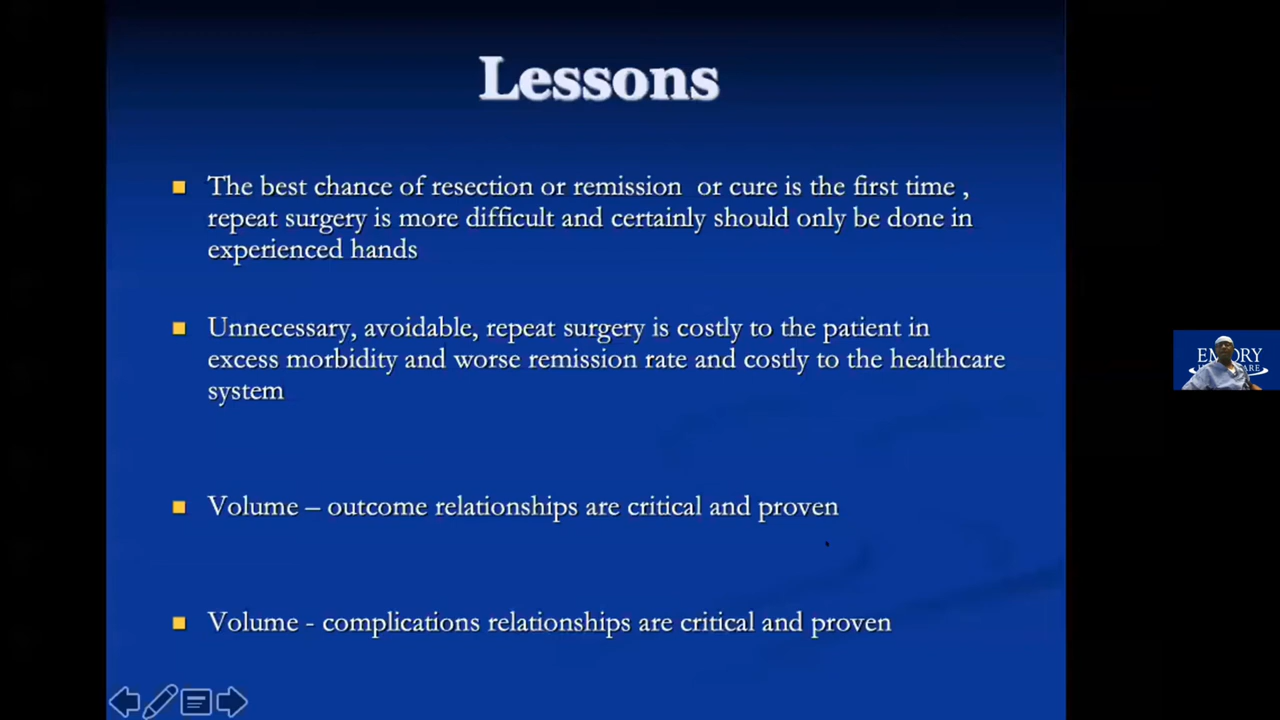 Lessons
The best chance of resection or remission or cure is the first time ,
repeat surgery is more difficult and certainly should only be done in
experienced hands
Unnecessary, avoidable, repeat surgery is costly to the patient in
excess morbidity and worse remission rate and costly to the healthcare
system
Volume – outcome relationships are critical and proven
Volume - complications relationships are critical and proven
EMORY